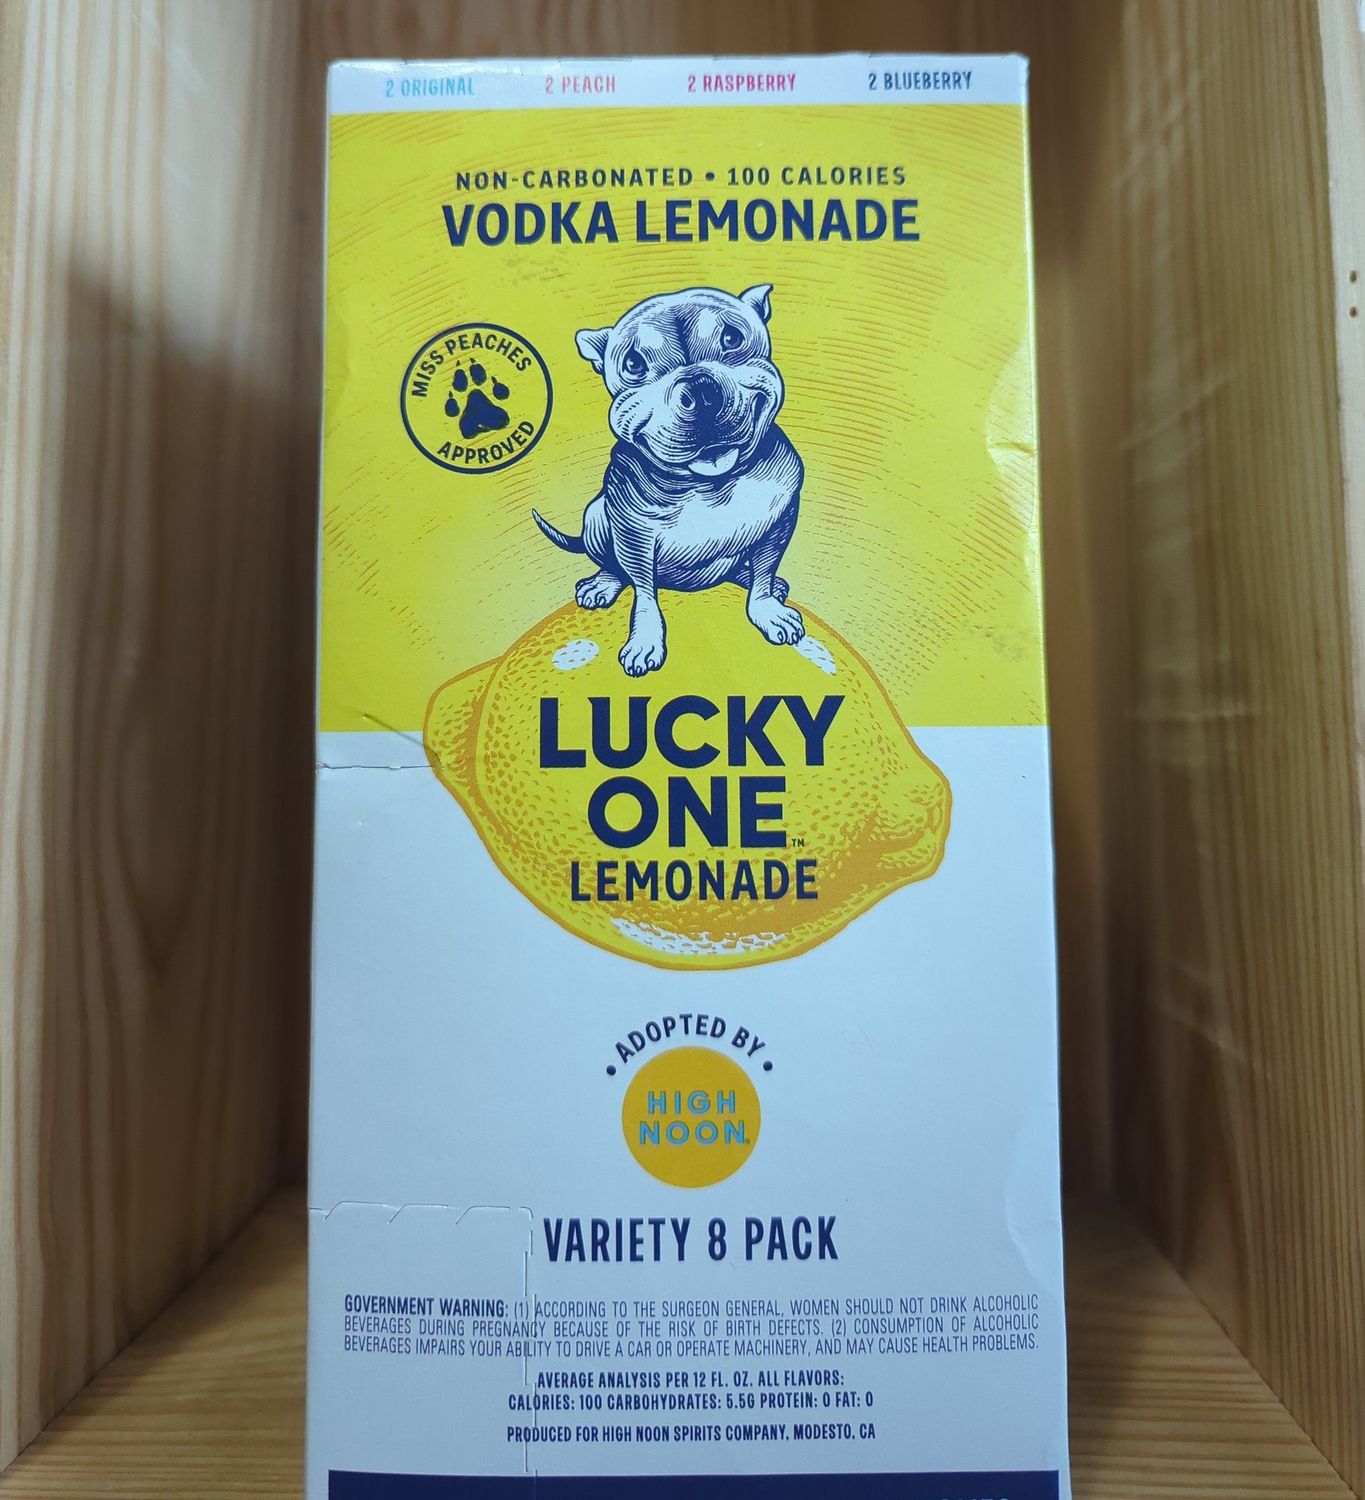 2 ORIGINAL 2 PEACH 2 RASPBERRY 2 BLUEBERRY
NON-CARBONATED • 100 CALORIES
VODKA LEMONADE
MISS PEACHES
APPROVED
LUCKY
ONE™
LEMONADE
• ADOPTED BY •
HIGH
NOON®
VARIETY 8 PACK
GOVERNMENT WARNING: (1) ACCORDING TO THE SURGEON GENERAL, WOMEN SHOULD NOT DRINK ALCOHOLIC
BEVERAGES DURING PREGNANCY BECAUSE OF THE RISK OF BIRTH DEFECTS. (2) CONSUMPTION OF ALCOHOLIC
BEVERAGES IMPAIRS YOUR ABILITY TO DRIVE A CAR OR OPERATE MACHINERY, AND MAY CAUSE HEALTH PROBLEMS.
AVERAGE ANALYSIS PER 12 FL. OZ. ALL FLAVORS:
CALORIES: 100 CARBOHYDRATES: 5.5G PROTEIN: 0 FAT: 0
PRODUCED FOR HIGH NOON SPIRITS COMPANY, MODESTO, CA